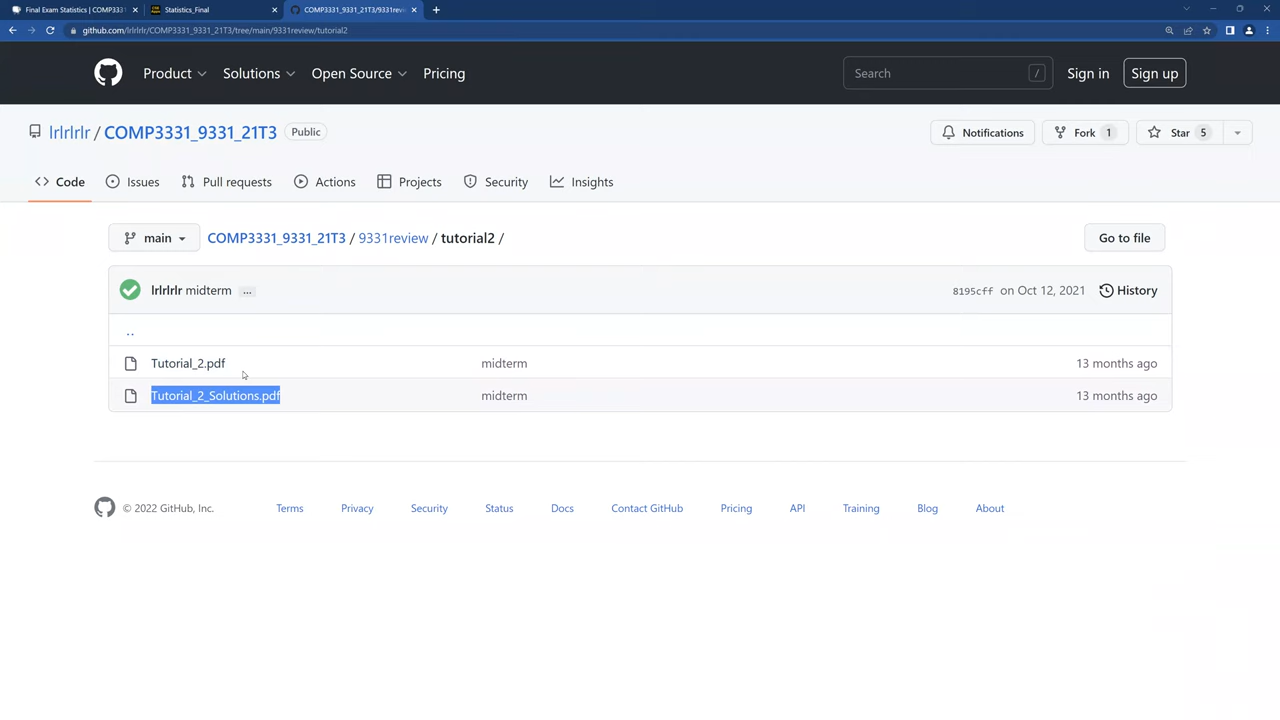 Final Exam Statistics | COMP333 Statistics_Final COMP3331_9331_21T3/9331revi
github.com/lrlrlrlr/COMP3331_9331_21T3/tree/main/9331review/tutorial2
Product Solutions Open Source Pricing Search / Sign in Sign up
lrlrlrlr / COMP3331_9331_21T3 Public Notifications Fork 1 Star 5
Code Issues Pull requests Actions Projects Security Insights
main COMP3331_9331_21T3 / 9331review / tutorial2 / Go to file
lrlrlrlr midterm ... 8195cff on Oct 12, 2021 History
..
Tutorial_2.pdf midterm 13 months ago
Tutorial_2_Solutions.pdf midterm 13 months ago
© 2022 GitHub, Inc. Terms Privacy Security Status Docs Contact GitHub Pricing API Training Blog About